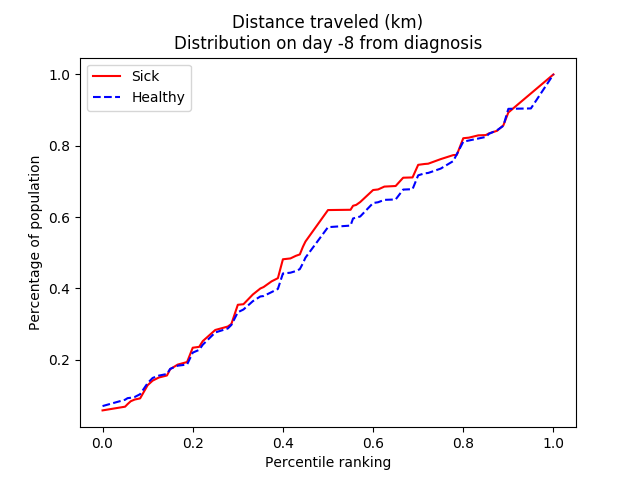 Distance traveled (km)
Distribution on day -8 from diagnosis
Sick
Healthy
Percentage of population
1.0
0.8
0.6
0.4
0.2
0.0
0.2
0.4
0.6
0.8
1.0
Percentile ranking